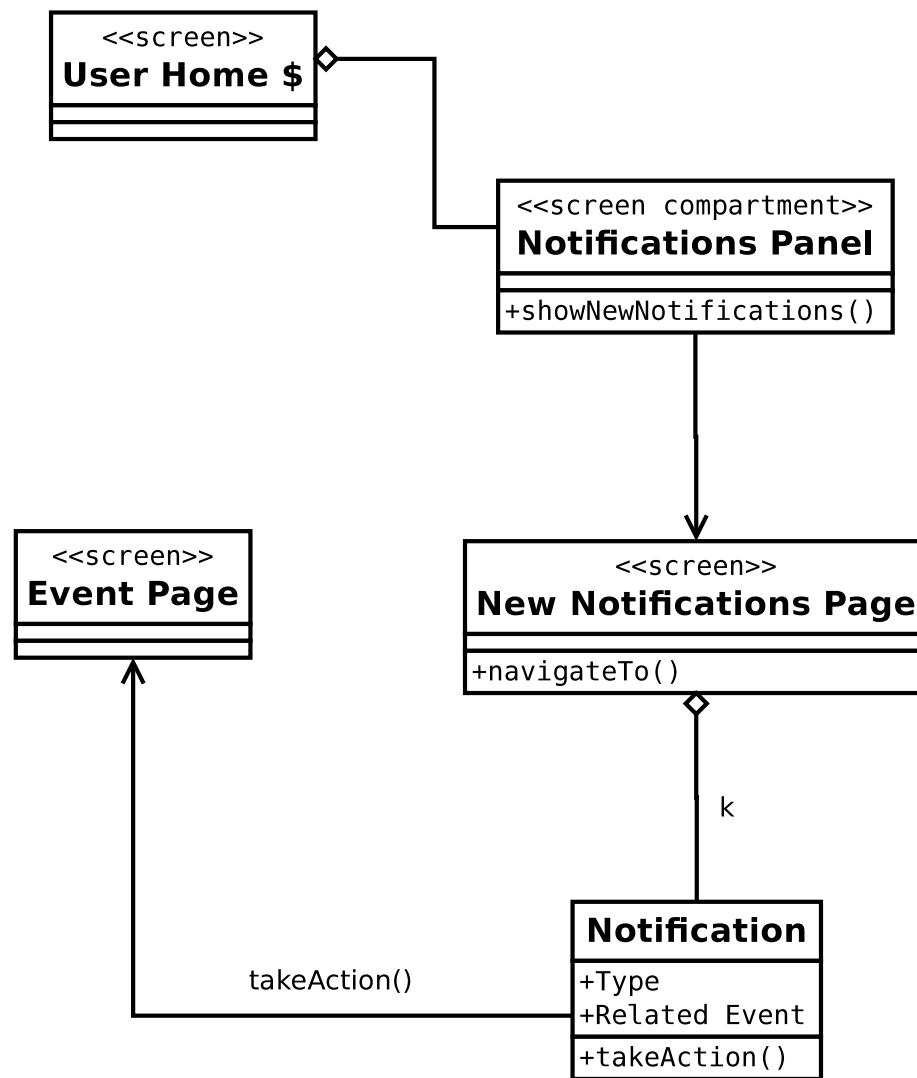 <<screen>>
User Home $
<<screen compartment>>
Notifications Panel
+showNewNotifications()
<<screen>>
Event Page
<<screen>>
New Notifications Page
+navigateTo()
k
Notification
+Type
+Related Event
+takeAction()
takeAction()